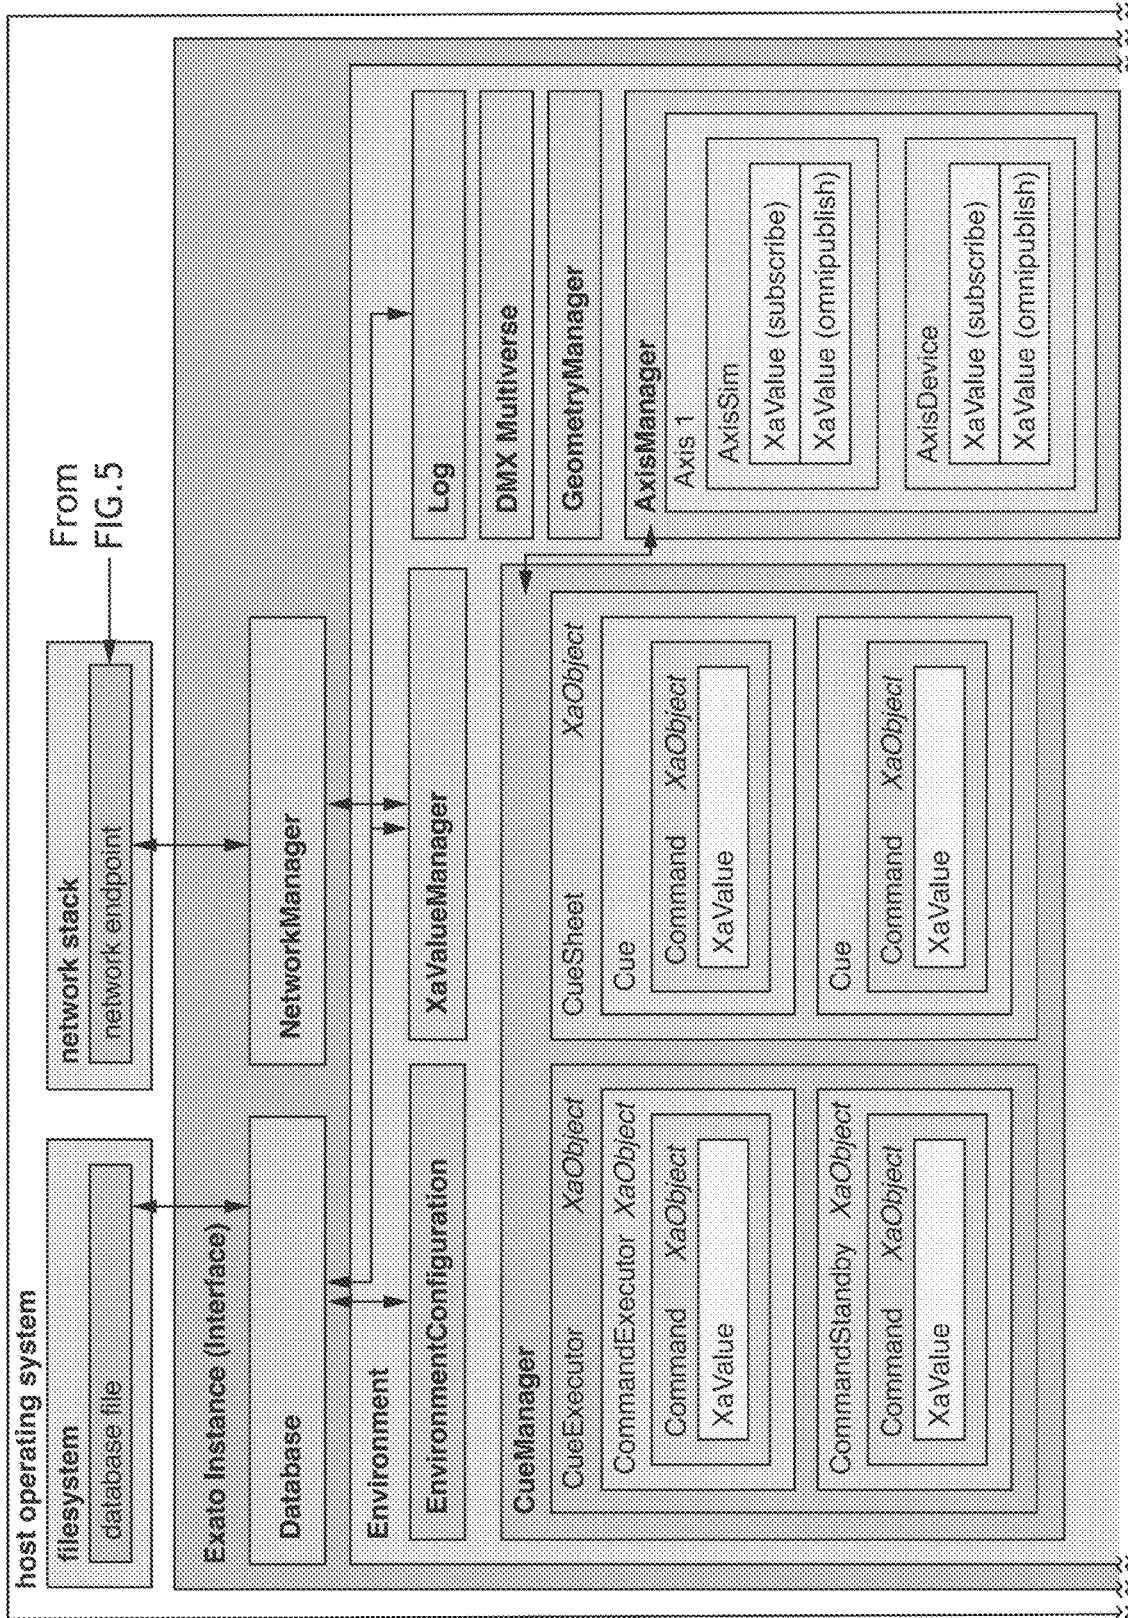 host operating system
filesystem
database file
network stack
network endpoint
From
FIG.5
Exato Instance (Interface)
Database
NetworkManager
Environment
EnvironmentConfiguration
XaValueManager
Log
DMX Multiverse
GeometryManager
CueManager
CueExecutor XaObject
CommandExecutor XaObject
Command XaObject
XaValue
CommandStandby XaObject
Command XaObject
XaValue
CueSheet XaObject
Cue
Command XaObject
XaValue
Cue
Command XaObject
XaValue
AxisManager
Axis 1
AxisSim
XaValue (subscribe)
XaValue (omnipublish)
AxisDevice
XaValue (subscribe)
XaValue (omnipublish)